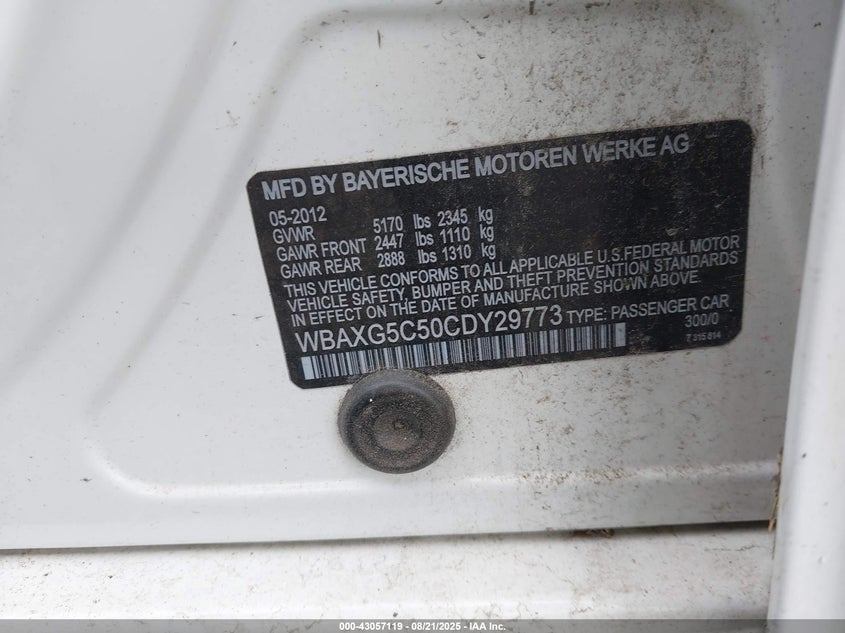 MFD BY BAYERISCHE MOTOREN WERKE AG
05-2012
GVWR 5170 lbs 2345 kg
GAWR FRONT 2447 lbs 1110 kg
GAWR REAR 2888 lbs 1310 kg
THIS VEHICLE CONFORMS TO ALL APPLICABLE U.S.FEDERAL MOTOR
VEHICLE SAFETY, BUMPER AND THEFT PREVENTION STANDARDS
IN EFFECT ON THE DATE OF MANUFACTURE SHOWN ABOVE.
WBAXG5C50CDY29773 TYPE: PASSENGER CAR
300/0
7 315 814
000-43057119 - 08/21/2025 - IAA Inc.